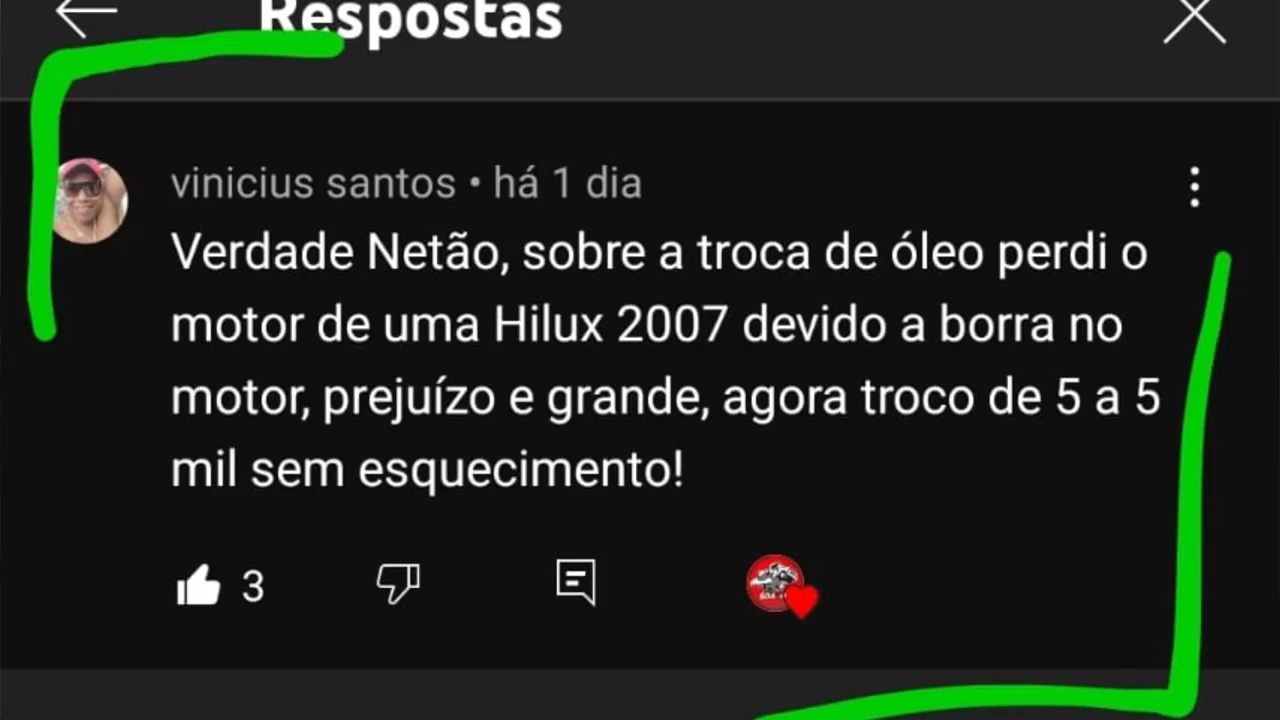 Respostas
vinicius santos • há 1 dia
Verdade Netão, sobre a troca de óleo perdi o
motor de uma Hilux 2007 devido a borra no
motor, prejuízo e grande, agora troco de 5 a 5
mil sem esquecimento!
3